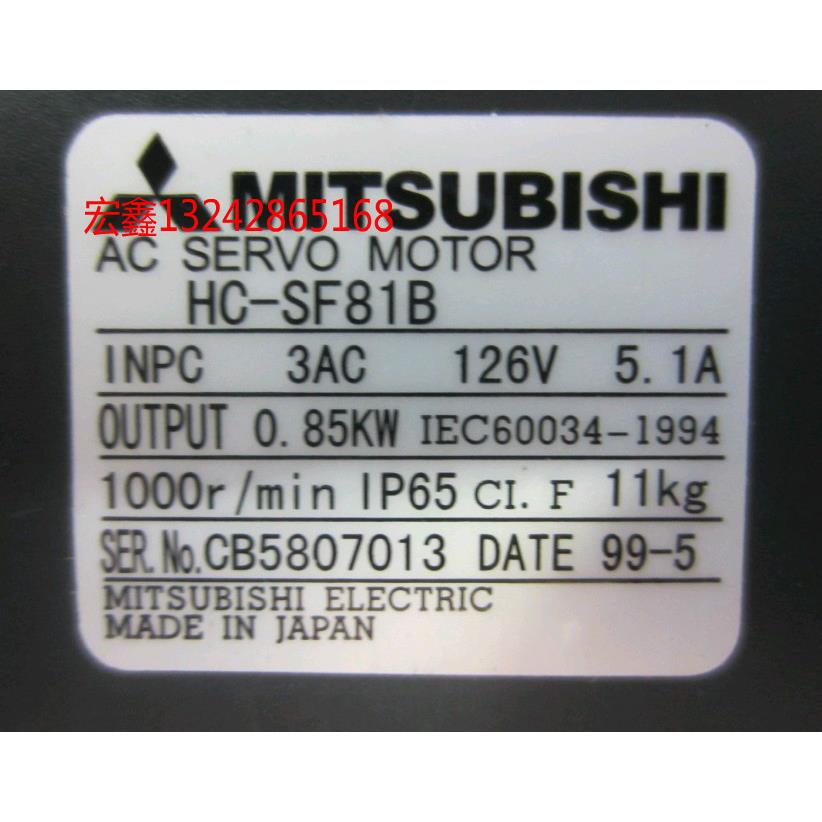 MITSUBISHI
宏鑫13242865168
AC SERVO MOTOR
HC-SF81B
INPC 3AC 126V 5.1A
OUTPUT 0.85KW IEC60034-1994
1000r/min IP65 CI. F 11kg
SER.No.CB5807013 DATE 99-5
MITSUBISHI ELECTRIC
MADE IN JAPAN